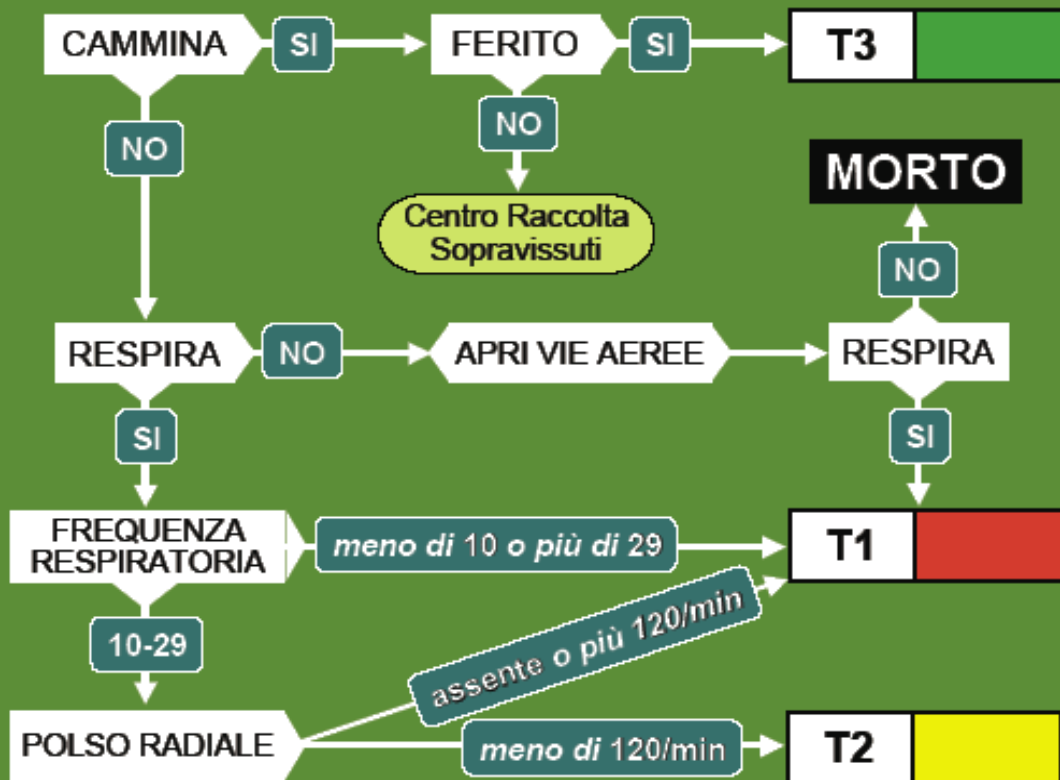 CAMMINA
SI
FERITO
SI
T3
NO
NO
MORTO
Centro Raccolta
Sopravissuti
NO
RESPIRA
NO
APRI VIE AEREE
RESPIRA
SI
SI
FREQUENZA
RESPIRATORIA
meno di 10 o più di 29
T1
10-29
assente o più 120/min
POLSO RADIALE
meno di 120/min
T2